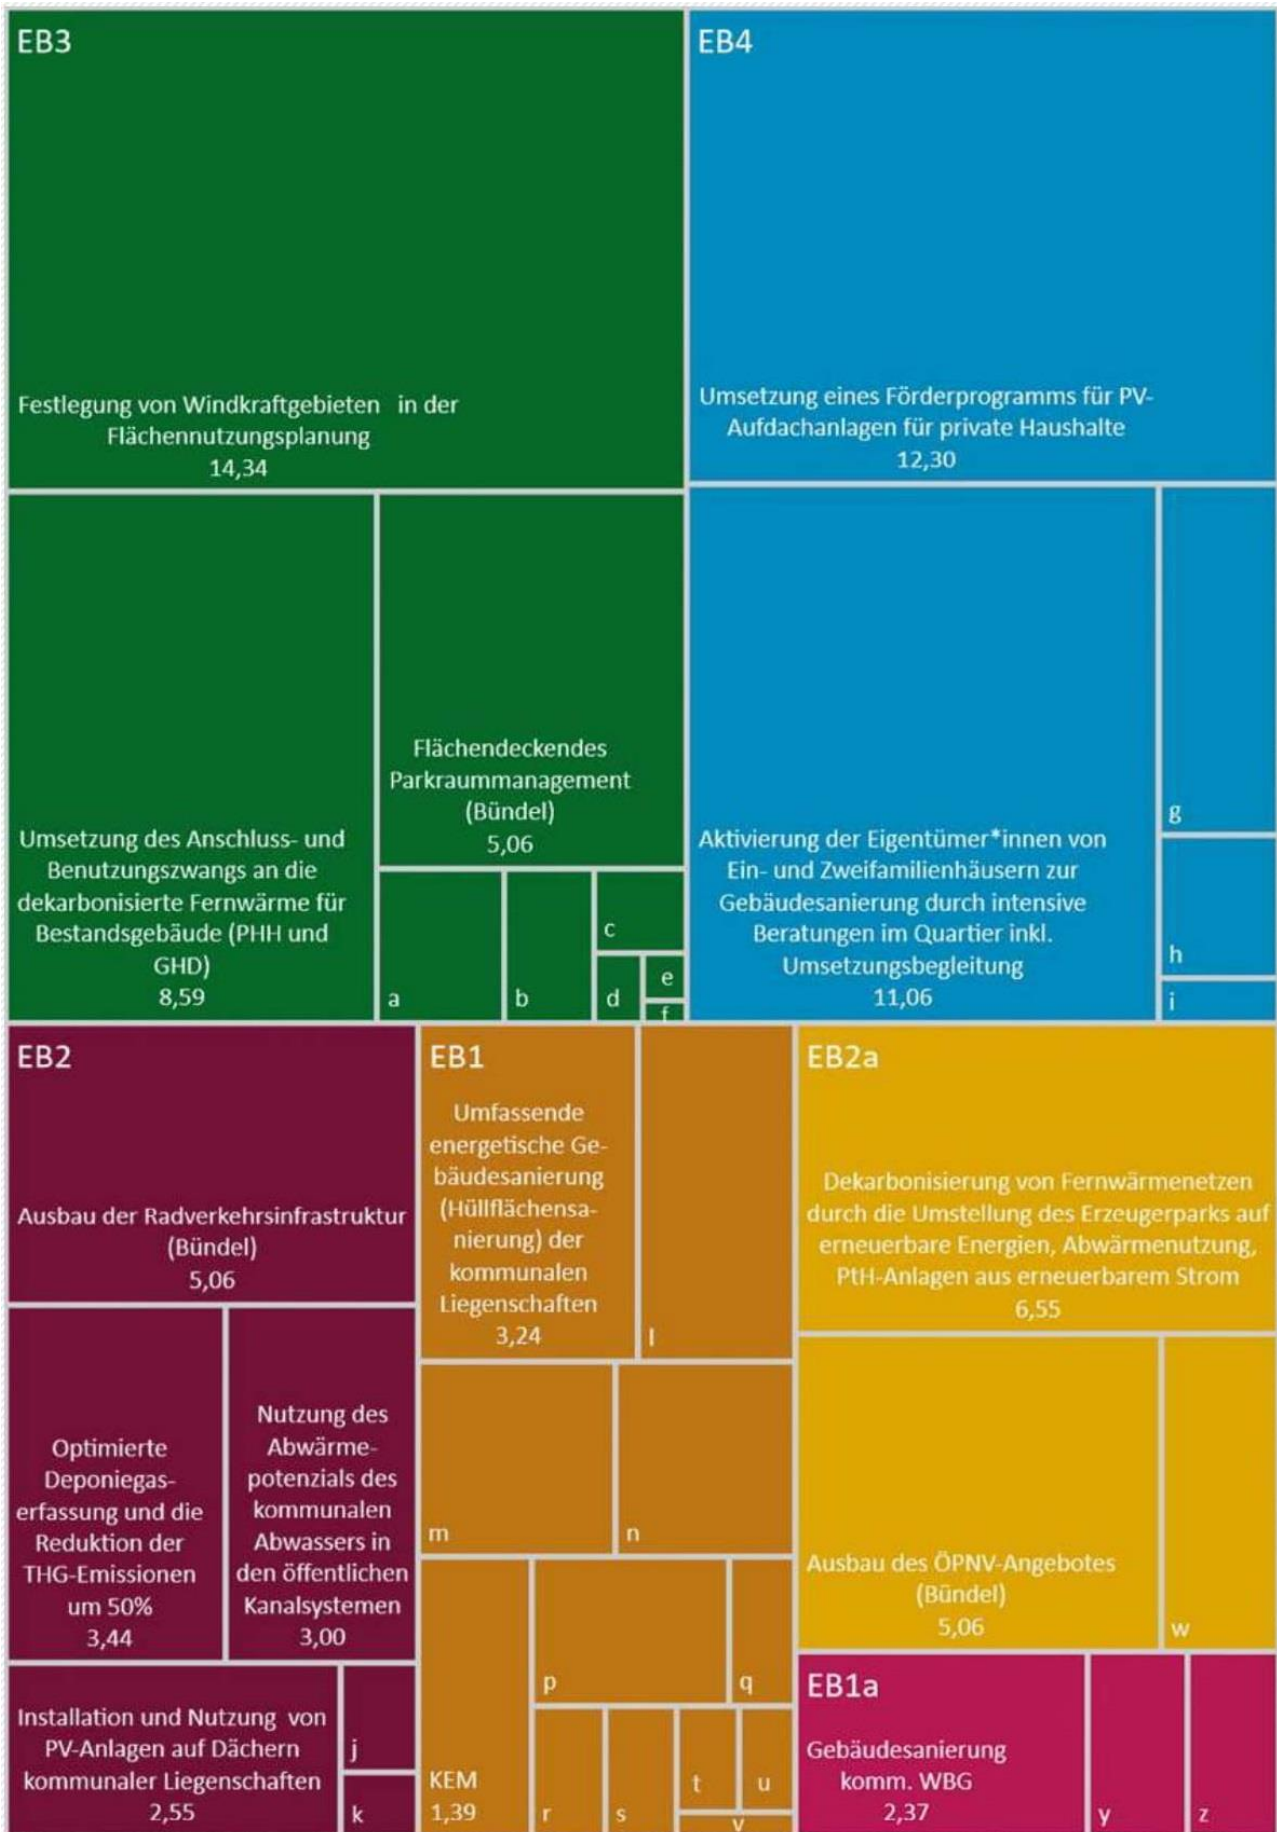 EB3
Festlegung von Windkraftgebieten in der
Flächennutzungsplanung
14,34
Umsetzung des Anschluss- und
Benutzungszwangs an die
dekarbonisierte Fernwärme für
Bestandsgebäude (PHH und
GHD)
8,59
Flächendeckendes
Parkraummanagement
(Bündel)
5,06
a
b
c
d
e
f
EB4
Umsetzung eines Förderprogramms für PV-
Aufdachanlagen für private Haushalte
12,30
Aktivierung der Eigentümer*innen von
Ein- und Zweifamilienhäusern zur
Gebäudesanierung durch intensive
Beratungen im Quartier inkl.
Umsetzungsbegleitung
11,06
g
h
i
EB2
Ausbau der Radverkehrsinfrastruktur
(Bündel)
5,06
Optimierte
Deponiegas-
erfassung und die
Reduktion der
THG-Emissionen
um 50%
3,44
Nutzung des
Abwärme-
potenzials des
kommunalen
Abwassers in
den öffentlichen
Kanalsystemen
3,00
Installation und Nutzung von
PV-Anlagen auf Dächern
kommunaler Liegenschaften
2,55
j
k
EB1
Umfassende
energetische Ge-
bäudesanierung
(Hüllflächensa-
nierung) der
kommunalen
Liegenschaften
3,24
l
m
n
KEM
1,39
p
q
r
s
t
u
v
EB2a
Dekarbonisierung von Fernwärmenetzen
durch die Umstellung des Erzeugerparks auf
erneuerbare Energien, Abwärmenutzung,
PtH-Anlagen aus erneuerbarem Strom
6,55
Ausbau des ÖPNV-Angebotes
(Bündel)
5,06
w
EB1a
Gebäudesanierung
komm. WBG
2,37
y
z